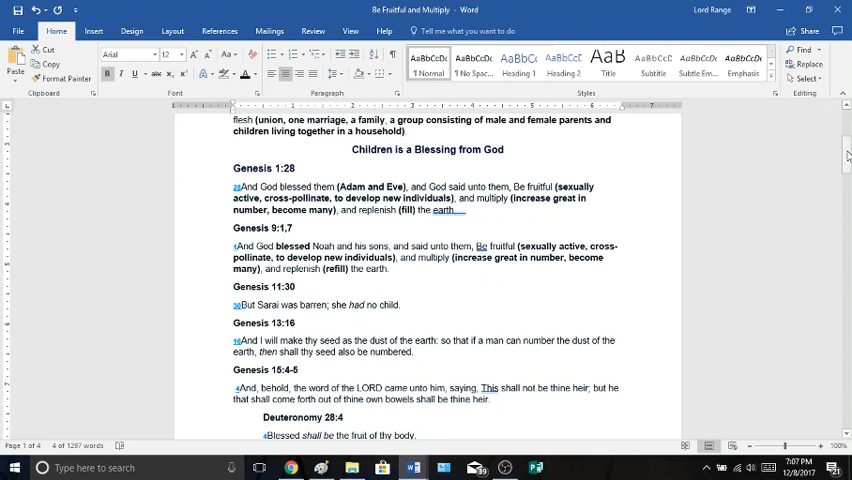 Be Fruitful and Multiply - Word
Lord Range
File Home Insert Design Layout References Mailings Review View Help Tell me what you want to do Share
Paste
Cut
Copy
Format Painter
Clipboard
Arial 12
Font
Paragraph
AaBbCcDc AaBbCcDc AaBbCc AaBbCcC AaBb AaBbCcD AaBbCcDc AaBbCcDc
¶ Normal ¶ No Spac... Heading 1 Heading 2 Title Subtitle Subtle Em... Emphasis
Styles
Find
Replace
Select
Editing
flesh (union, one marriage, a family, a group consisting of male and female parents and
children living together in a household).
Children is a Blessing from God
Genesis 1:28
28And God blessed them (Adam and Eve), and God said unto them, Be fruitful (sexually
active, cross-pollinate, to develop new individuals), and multiply (increase great in
number, become many), and replenish (fill) the earth,...
Genesis 9:1,7
1And God blessed Noah and his sons, and said unto them, Be fruitful (sexually active, cross-
pollinate, to develop new individuals), and multiply (increase great in number, become
many), and replenish (refill) the earth.
Genesis 11:30
30But Sarai was barren; she had no child.
Genesis 13:16
16And I will make thy seed as the dust of the earth: so that if a man can number the dust of the
earth, then shall thy seed also be numbered.
Genesis 15:4-5
4And, behold, the word of the LORD came unto him, saying, This shall not be thine heir; but he
that shall come forth out of thine own bowels shall be thine heir.
Deuteronomy 28:4
4Blessed shall be the fruit of thy body,
Page 1 of 4 4 of 1297 words 100%
Type here to search
39
7:07 PM
12/8/2017
21